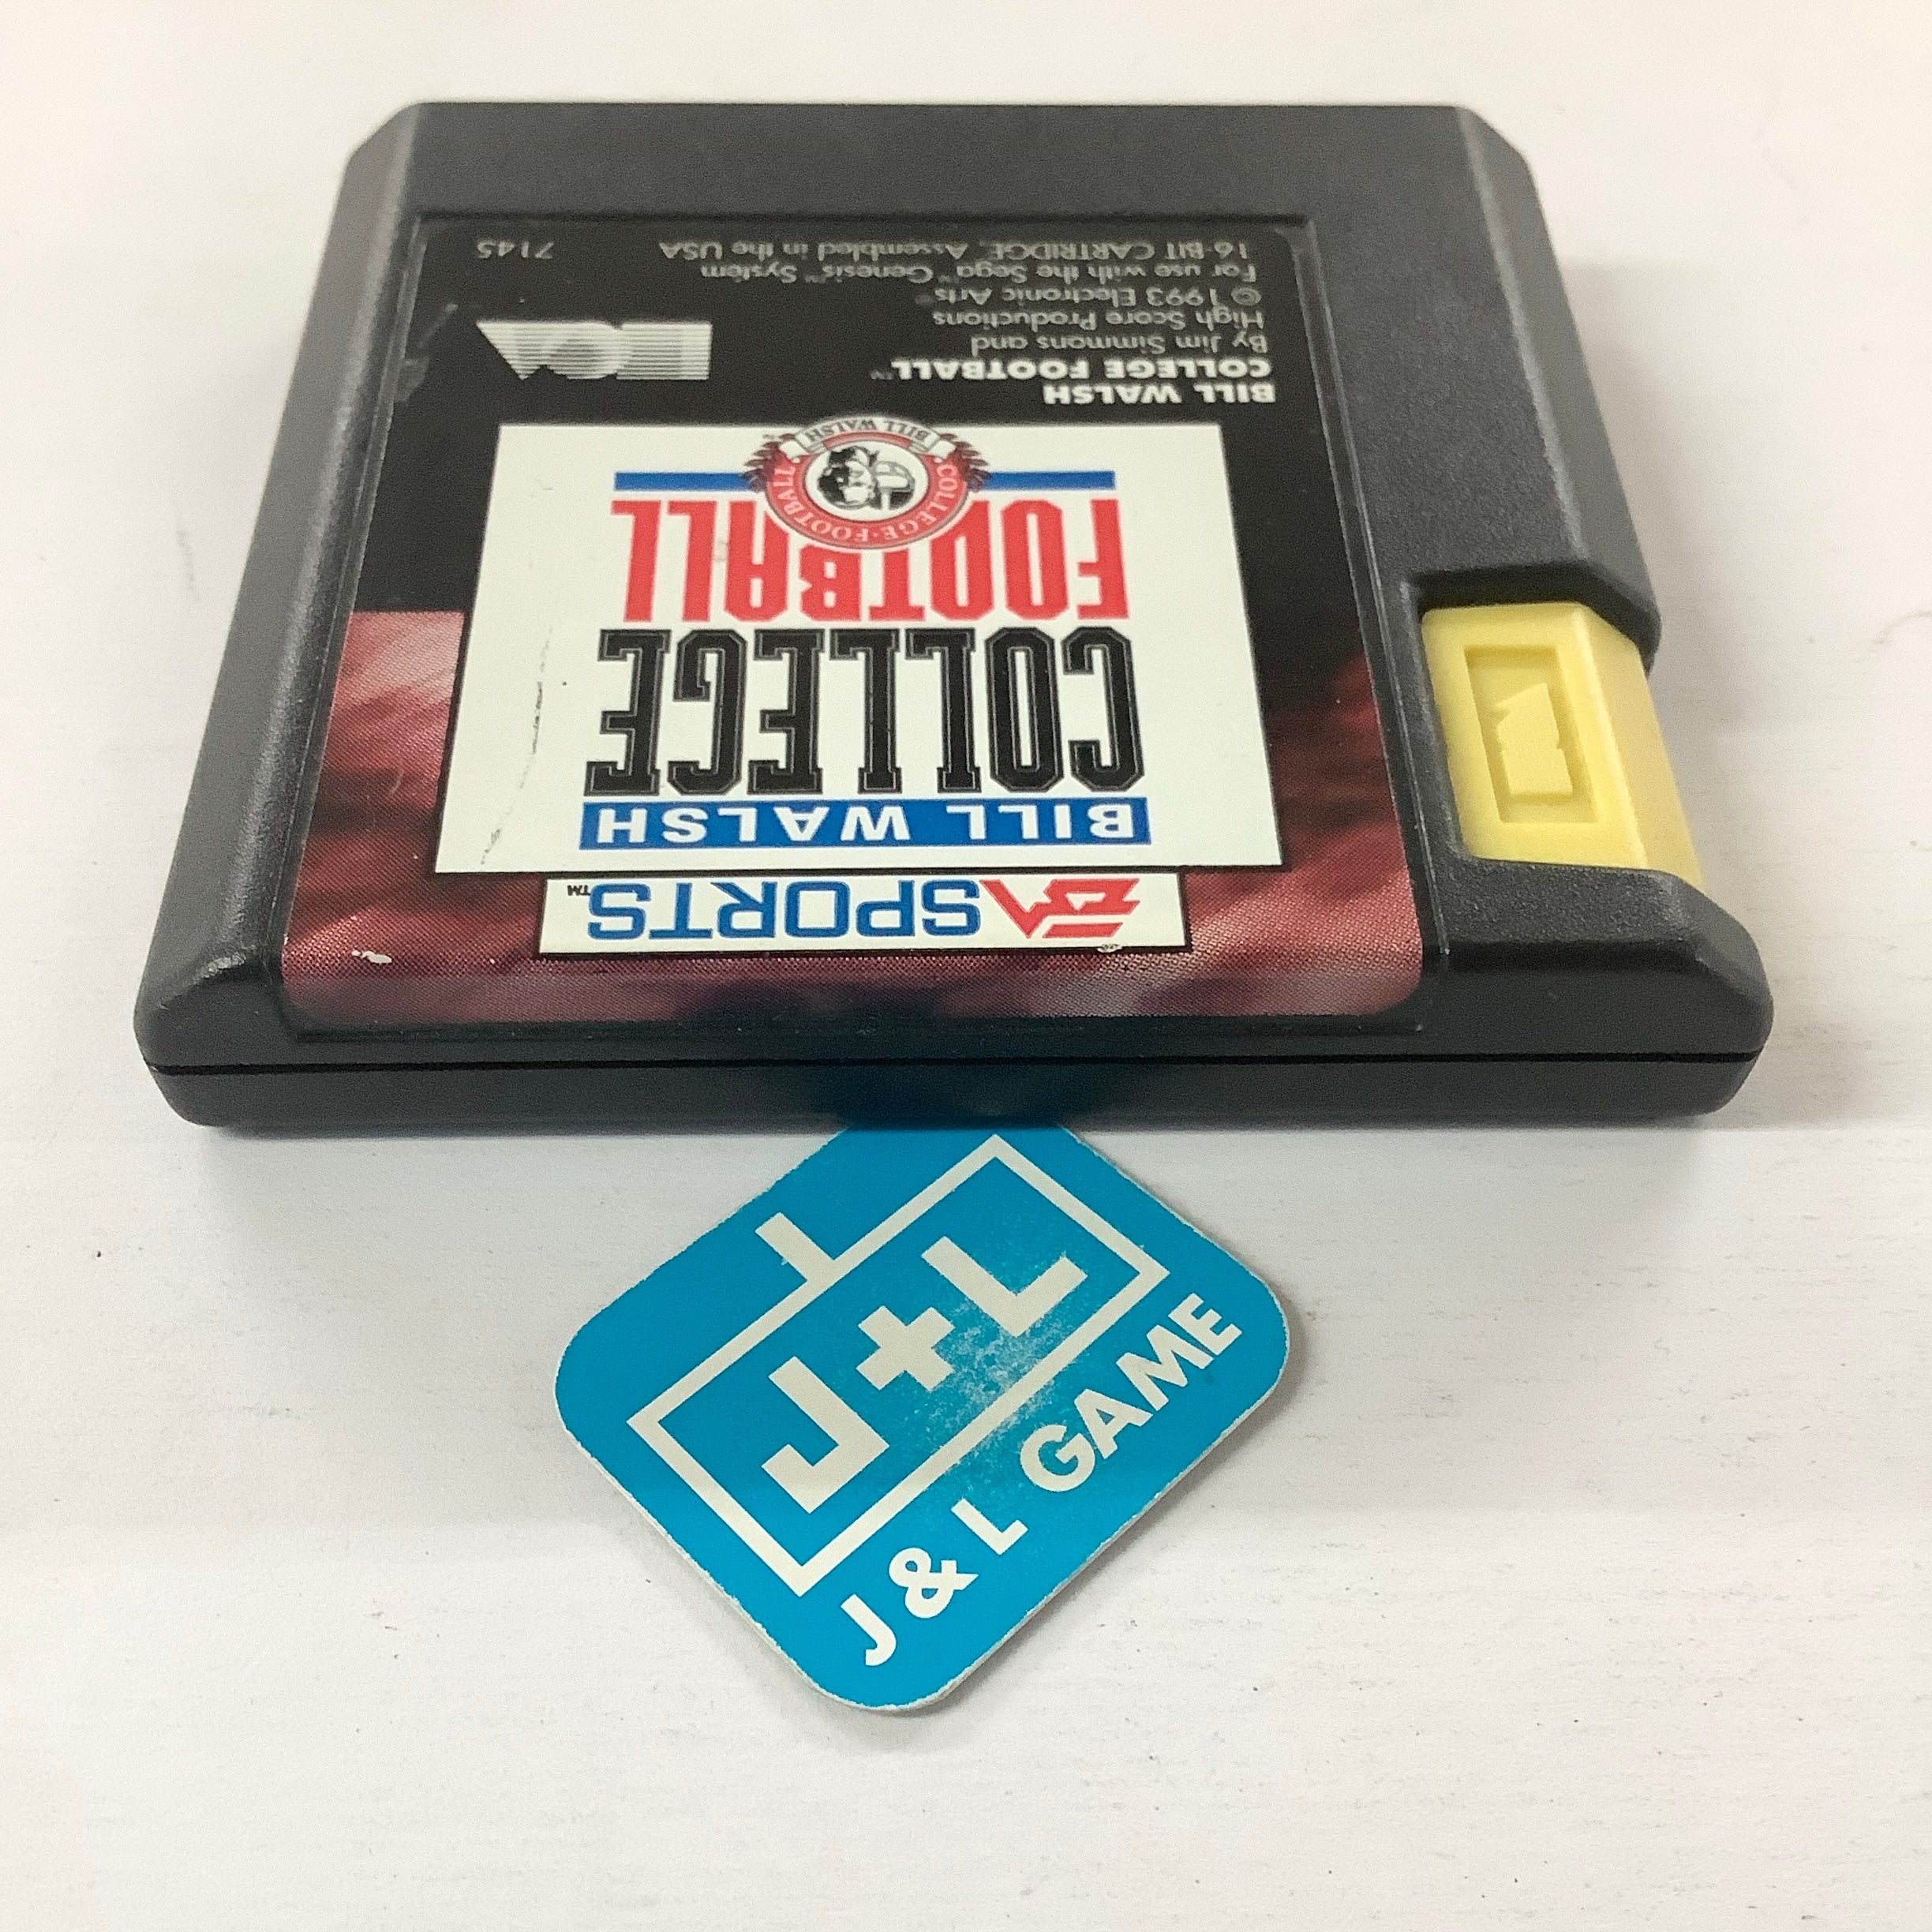 EA SPORTS™
BILL WALSH
COLLEGE
FOOTBALL
COLLEGE·FOOTBALL
BILL WALSH
BILL WALSH
COLLEGE FOOTBALL™
By Jim Simmons and
High Score Productions
©1993 Electronic Arts®
For use with the Sega™ Genesis™ System
16-BIT CARTRIDGE, Assembled in the USA
7145
J+L
J & L GAME